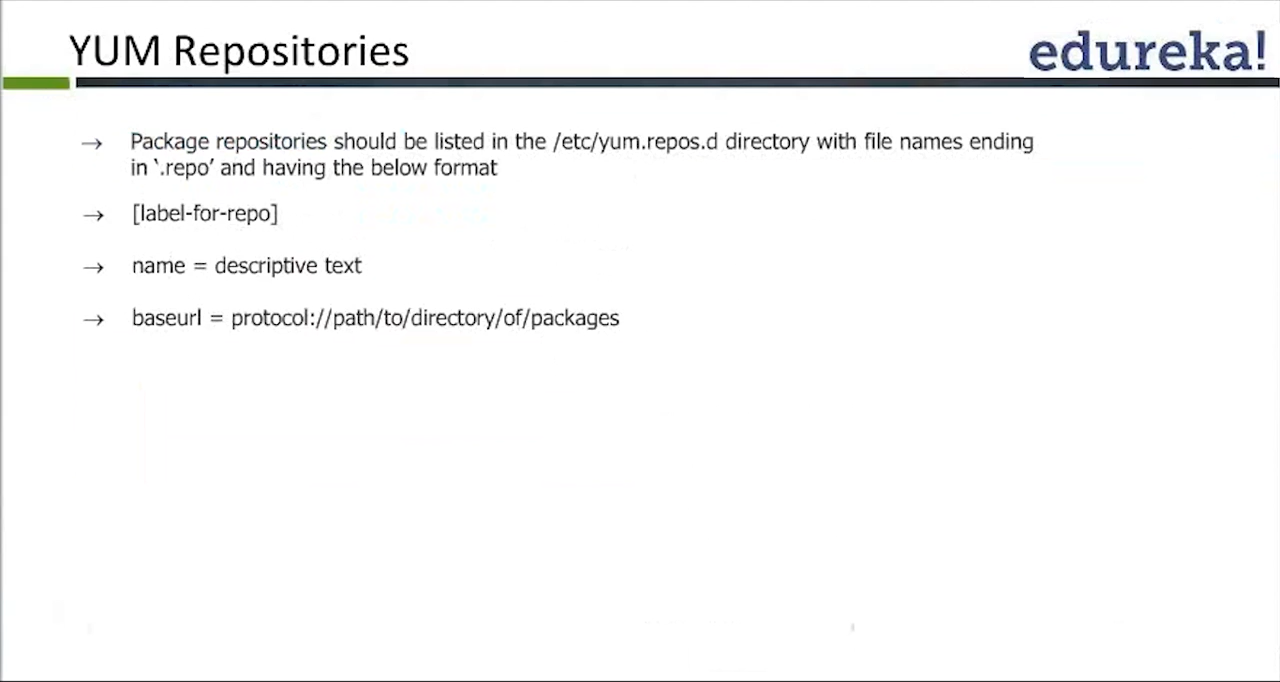 YUM Repositories
edureka!
→ Package repositories should be listed in the /etc/yum.repos.d directory with file names ending
in ‘.repo’ and having the below format
→ [label-for-repo]
→ name = descriptive text
→ baseurl = protocol://path/to/directory/of/packages